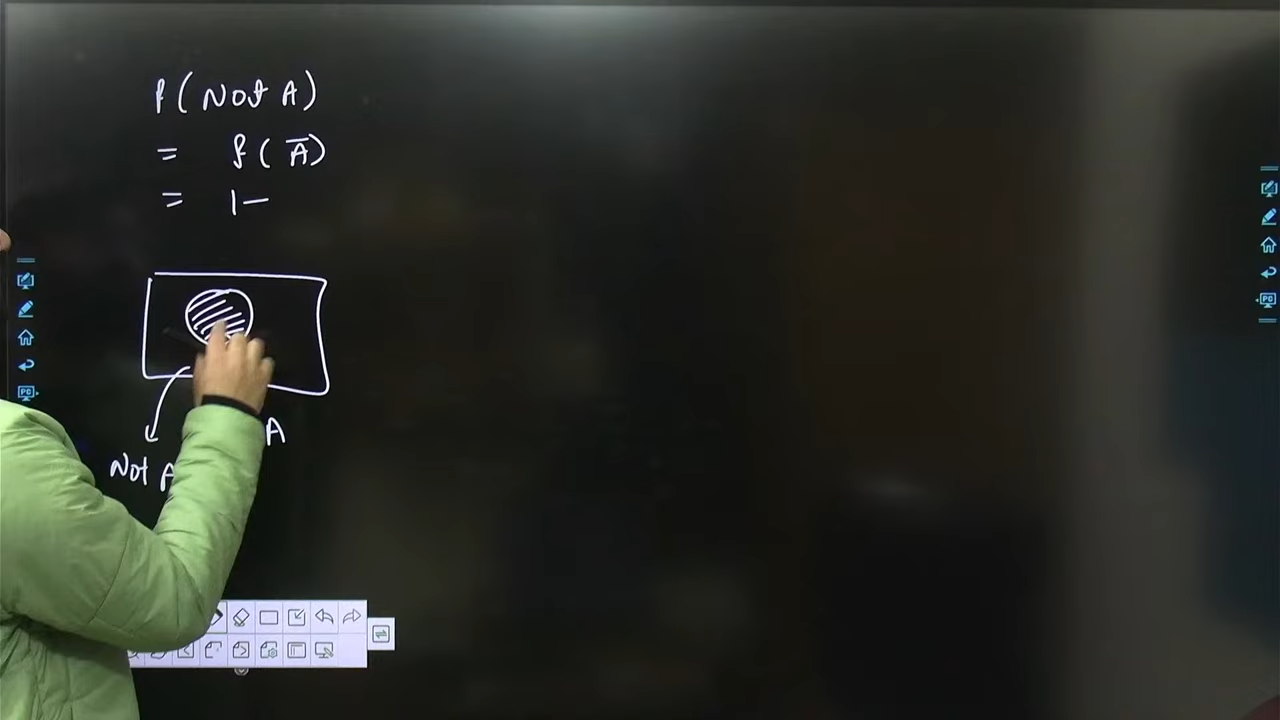 P(Not A)
= P(Ā)
= 1-
A
Not A